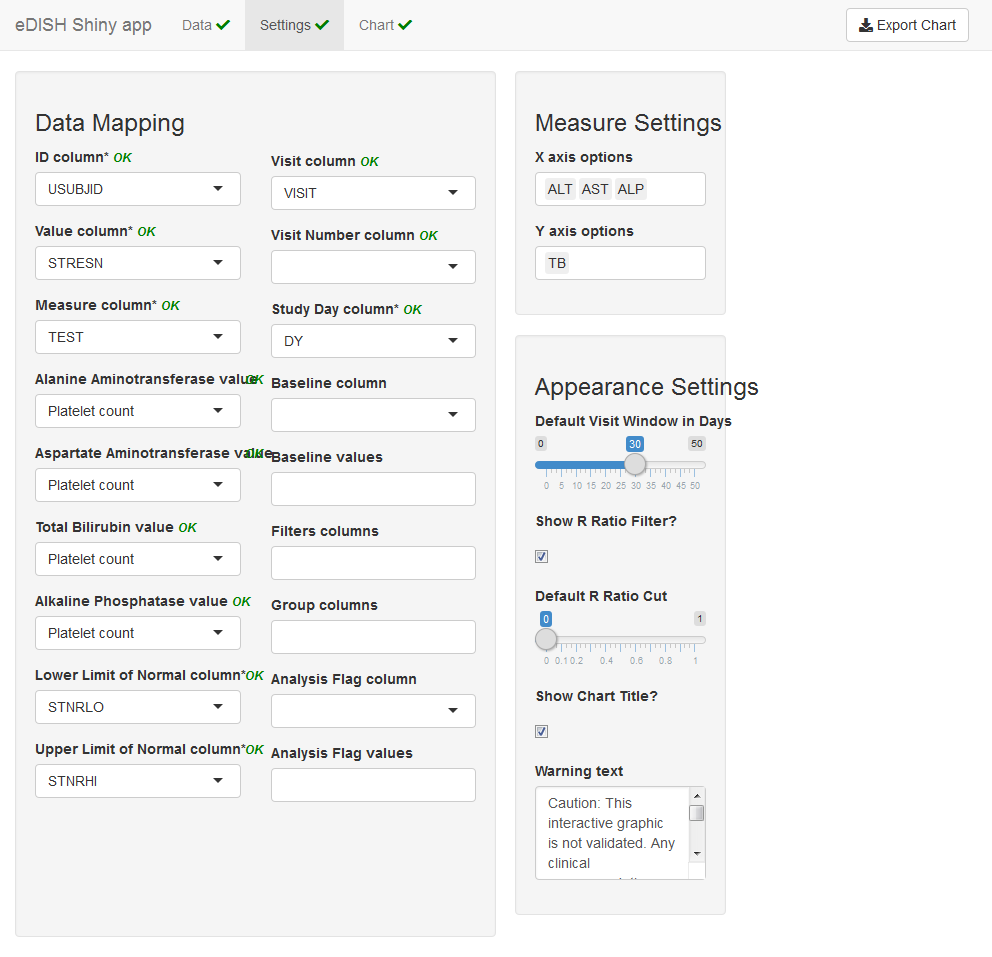 eDISH Shiny app
Data
Settings
Chart
Export Chart
Data Mapping
ID column* OK
USUBJID
Value column* OK
STRESN
Measure column* OK
TEST
Alanine Aminotransferase value OK
Platelet count
Aspartate Aminotransferase value OK
Platelet count
Total Bilirubin value OK
Platelet count
Alkaline Phosphatase value OK
Platelet count
Lower Limit of Normal column* OK
STNRLO
Upper Limit of Normal column* OK
STNRHI
Visit column OK
VISIT
Visit Number column OK
Study Day column* OK
DY
Baseline column
Baseline values
Filters columns
Group columns
Analysis Flag column
Analysis Flag values
Measure Settings
X axis options
ALT AST ALP
Y axis options
TB
Appearance Settings
Default Visit Window in Days
0 30 50
0 5 10 15 20 25 30 35 40 45 50
Show R Ratio Filter?
Default R Ratio Cut
0 1
0 0.1 0.2 0.4 0.6 0.8 1
Show Chart Title?
Warning text
Caution: This
interactive graphic
is not validated. Any
clinical